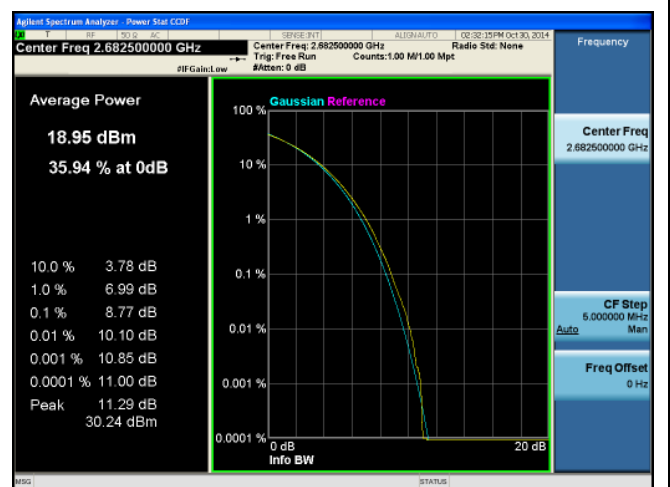 Agilent Spectrum Analyzer - Power Stat CCDF
T RF 50 Ω AC SENSE:INT ALIGNAUTO 02:32:15 PM Oct 30, 2014
Center Freq 2.682500000 GHz
Center Freq: 2.682500000 GHz Radio Std: None
Trig: Free Run Counts:1.00 M/1.00 Mpt
#IFGain:Low #Atten: 0 dB
Frequency
Average Power
18.95 dBm
35.94 % at 0dB
10.0 % 3.78 dB
1.0 % 6.99 dB
0.1 % 8.77 dB
0.01 % 10.10 dB
0.001 % 10.85 dB
0.0001 % 11.00 dB
Peak 11.29 dB
30.24 dBm
Gaussian Reference
100 %
10 %
1 %
0.1 %
0.01 %
0.001 %
0.0001 %
0 dB 20 dB
Info BW
Center Freq
2.682500000 GHz
CF Step
5.000000 MHz
Auto Man
Freq Offset
0 Hz
MSG STATUS